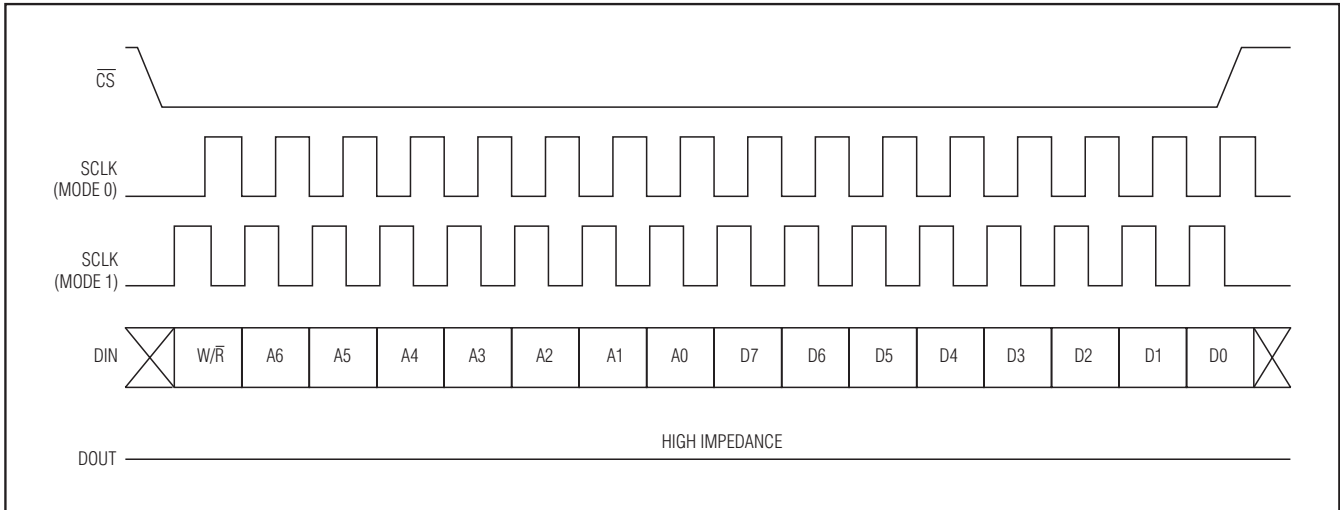 C̅S̅
SCLK
(MODE 0)
SCLK
(MODE 1)
DIN W/R̅ A6 A5 A4 A3 A2 A1 A0 D7 D6 D5 D4 D3 D2 D1 D0
HIGH IMPEDANCE
DOUT